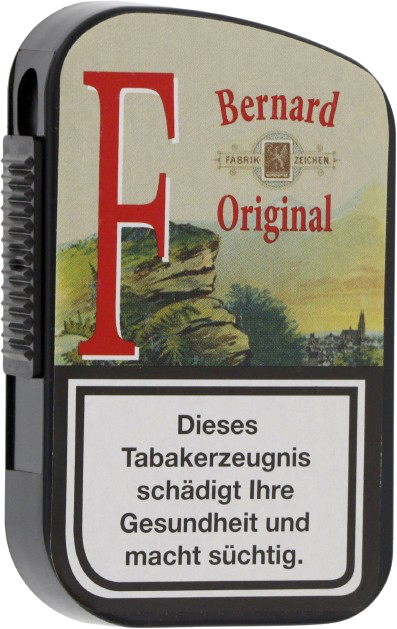 F
Bernard
FABRIK- ZEICHEN.
Original
Dieses
Tabakerzeugnis
schädigt Ihre
Gesundheit und
macht süchtig.